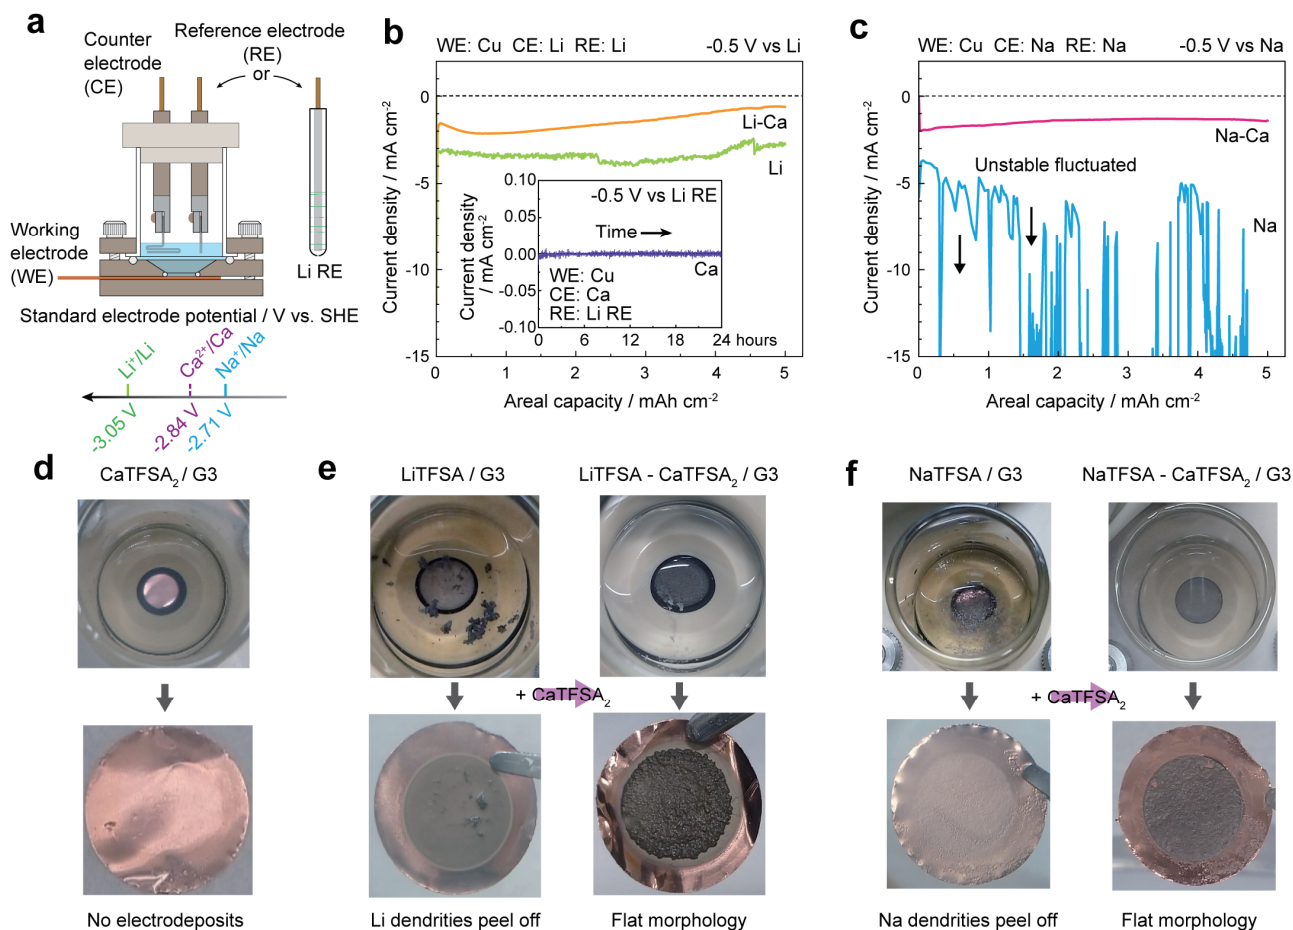 a
Counter
electrode
(CE)
Reference electrode
(RE)
or
Working
electrode
(WE)
Li RE
Standard electrode potential / V vs. SHE
Li⁺/Li
Ca²⁺/Ca
Na⁺/Na
-3.05 V
-2.84 V
-2.71 V
b
WE: Cu CE: Li RE: Li
-0.5 V vs Li
Current density / mA cm⁻²
0
-5
-10
-15
Li-Ca
Li
Current density
/ mA cm⁻²
0.10
0.05
0.00
-0.05
-0.10
-0.5 V vs Li RE
Time
Ca
WE: Cu
CE: Ca
RE: Li RE
0 6 12 18 24 hours
0 1 2 3 4 5
Areal capacity / mAh cm⁻²
c
WE: Cu CE: Na RE: Na
-0.5 V vs Na
Current density / mA cm⁻²
0
-5
-10
-15
Na-Ca
Unstable fluctuated
Na
0 1 2 3 4 5
Areal capacity / mAh cm⁻²
d
CaTFSA₂ / G3
No electrodeposits
e
LiTFSA / G3
LiTFSA - CaTFSA₂ / G3
+ CaTFSA₂
Li dendrities peel off
Flat morphology
f
NaTFSA / G3
NaTFSA - CaTFSA₂ / G3
+ CaTFSA₂
Na dendrities peel off
Flat morphology